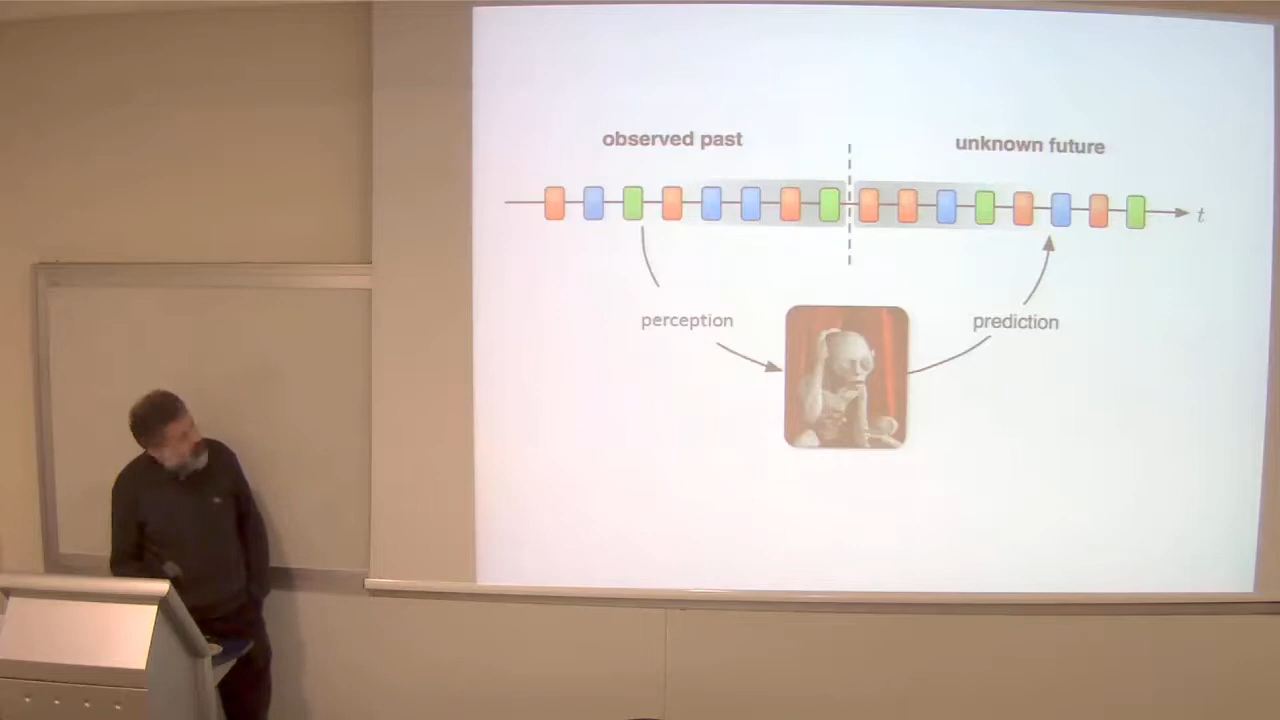 observed past
unknown future
t
perception
prediction